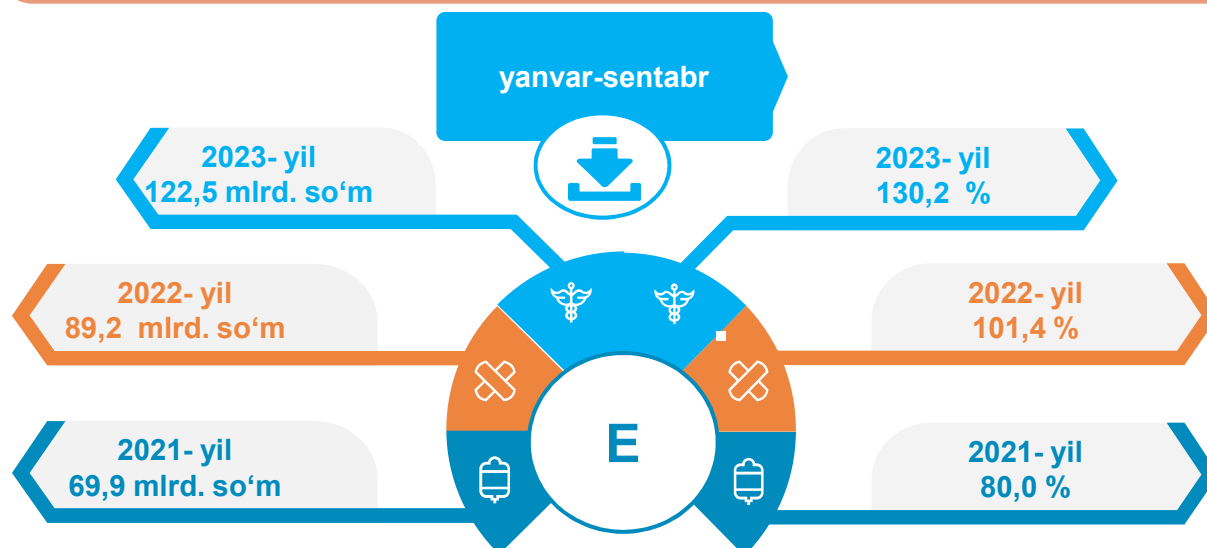 yanvar-sentabr
2023- yil
122,5 mlrd. so‘m
2023- yil
130,2 %
2022- yil
89,2 mlrd. so‘m
2022- yil
101,4 %
2021- yil
69,9 mlrd. so‘m
2021- yil
80,0 %
E